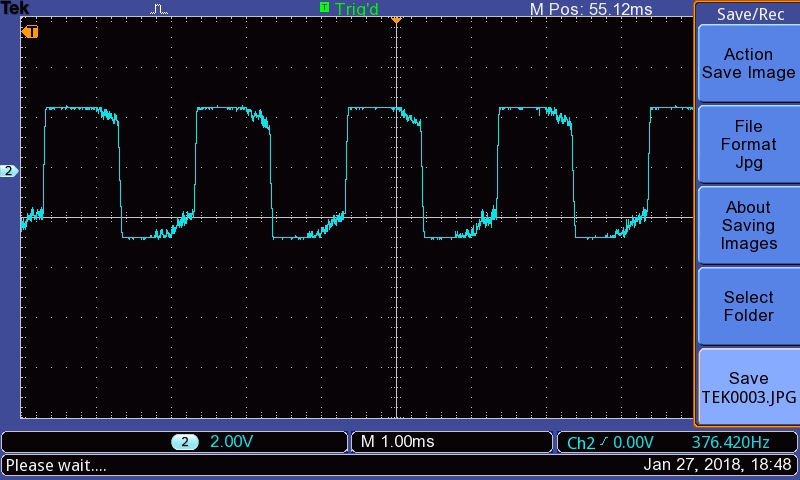 Tek
T Trig'd
M Pos: 55.12ms
Save/Rec
T
Action
Save Image
File
Format
Jpg
2
About
Saving
Images
Select
Folder
Save
TEK0003.JPG
2 2.00V
M 1.00ms
Ch2 / 0.00V 376.420Hz
Please wait....
Jan 27, 2018, 18:48